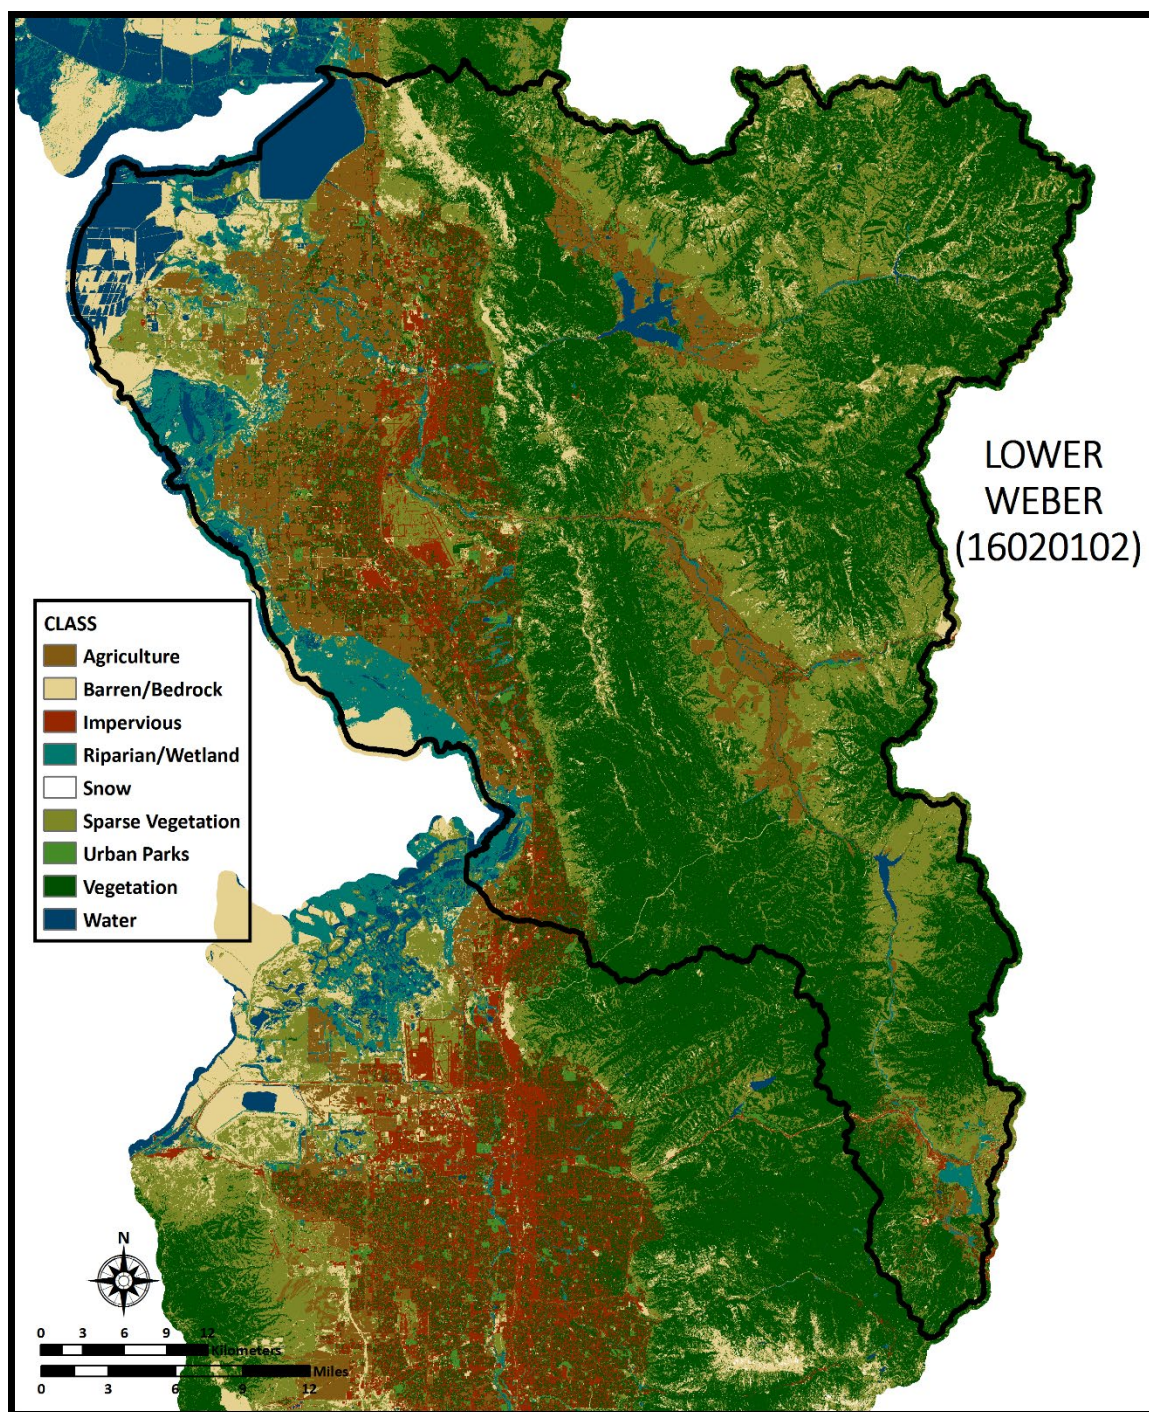 LOWER
WEBER
(16020102)
CLASS
Agriculture
Barren/Bedrock
Impervious
Riparian/Wetland
Snow
Sparse Vegetation
Urban Parks
Vegetation
Water
N
0 3 6 9 12
Kilometers
Miles
0 3 6 9 12